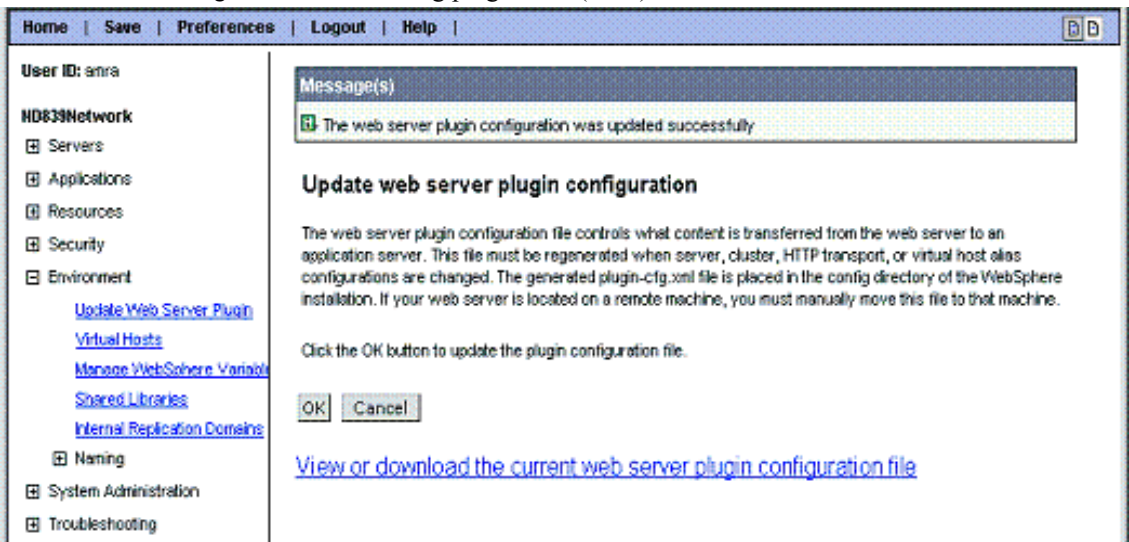 Home | Save | Preferences | Logout | Help |
User ID: amra
ND839Network
Servers
Applications
Resources
Security
Environment
Update Web Server Plugin
Virtual Hosts
Manage WebSphere Variabl
Shared Libraries
Internal Replication Domains
Naming
System Administration
Troubleshooting
Message(s)
The web server plugin configuration was updated successfully
Update web server plugin configuration
The web server plugin configuration file controls what content is transferred from the web server to an
application server. This file must be regenerated when server, cluster, HTTP transport, or virtual host alias
configurations are changed. The generated plugin-cfg.xml file is placed in the config directory of the WebSphere
installation. If your web server is located on a remote machine, you must manually move this file to that machine.
Click the OK button to update the plugin configuration file.
OK Cancel
View or download the current web server plugin configuration file